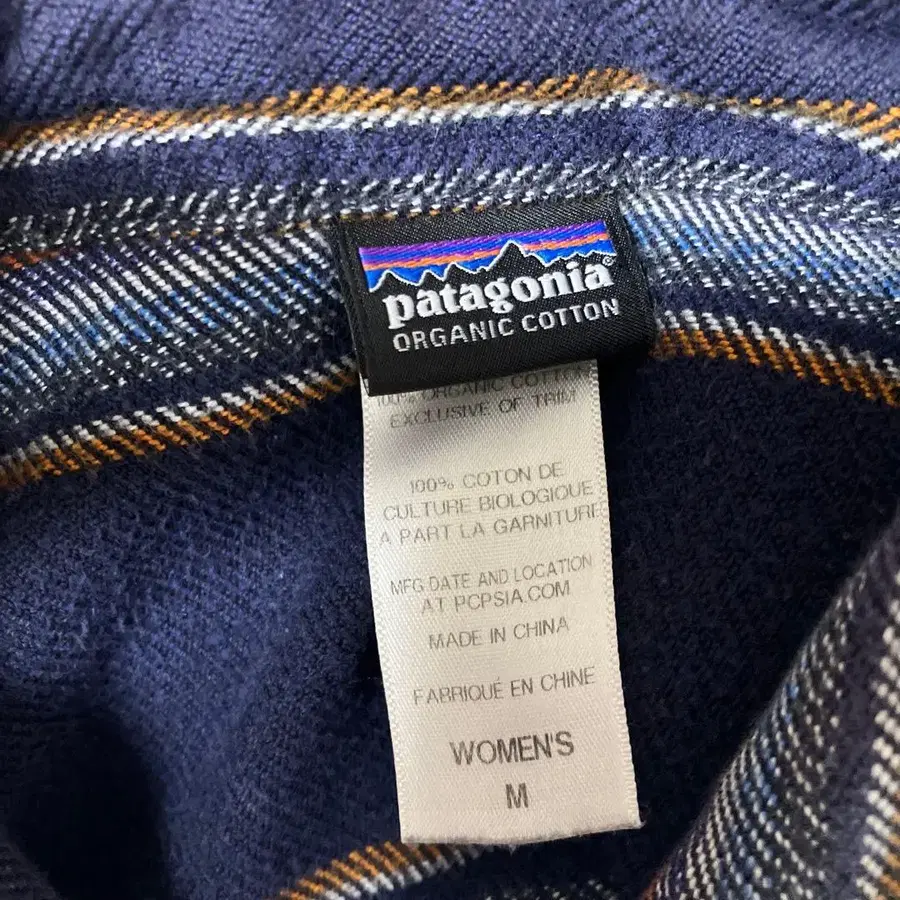 patagonia®
ORGANIC COTTON
100% ORGANIC COTTON
EXCLUSIVE OF TRIM
100% COTON DE
CULTURE BIOLOGIQUE
A PART LA GARNITURE
MFG DATE AND LOCATION
AT PCPSIA.COM
MADE IN CHINA
FABRIQUÉ EN CHINE
WOMEN'S
M